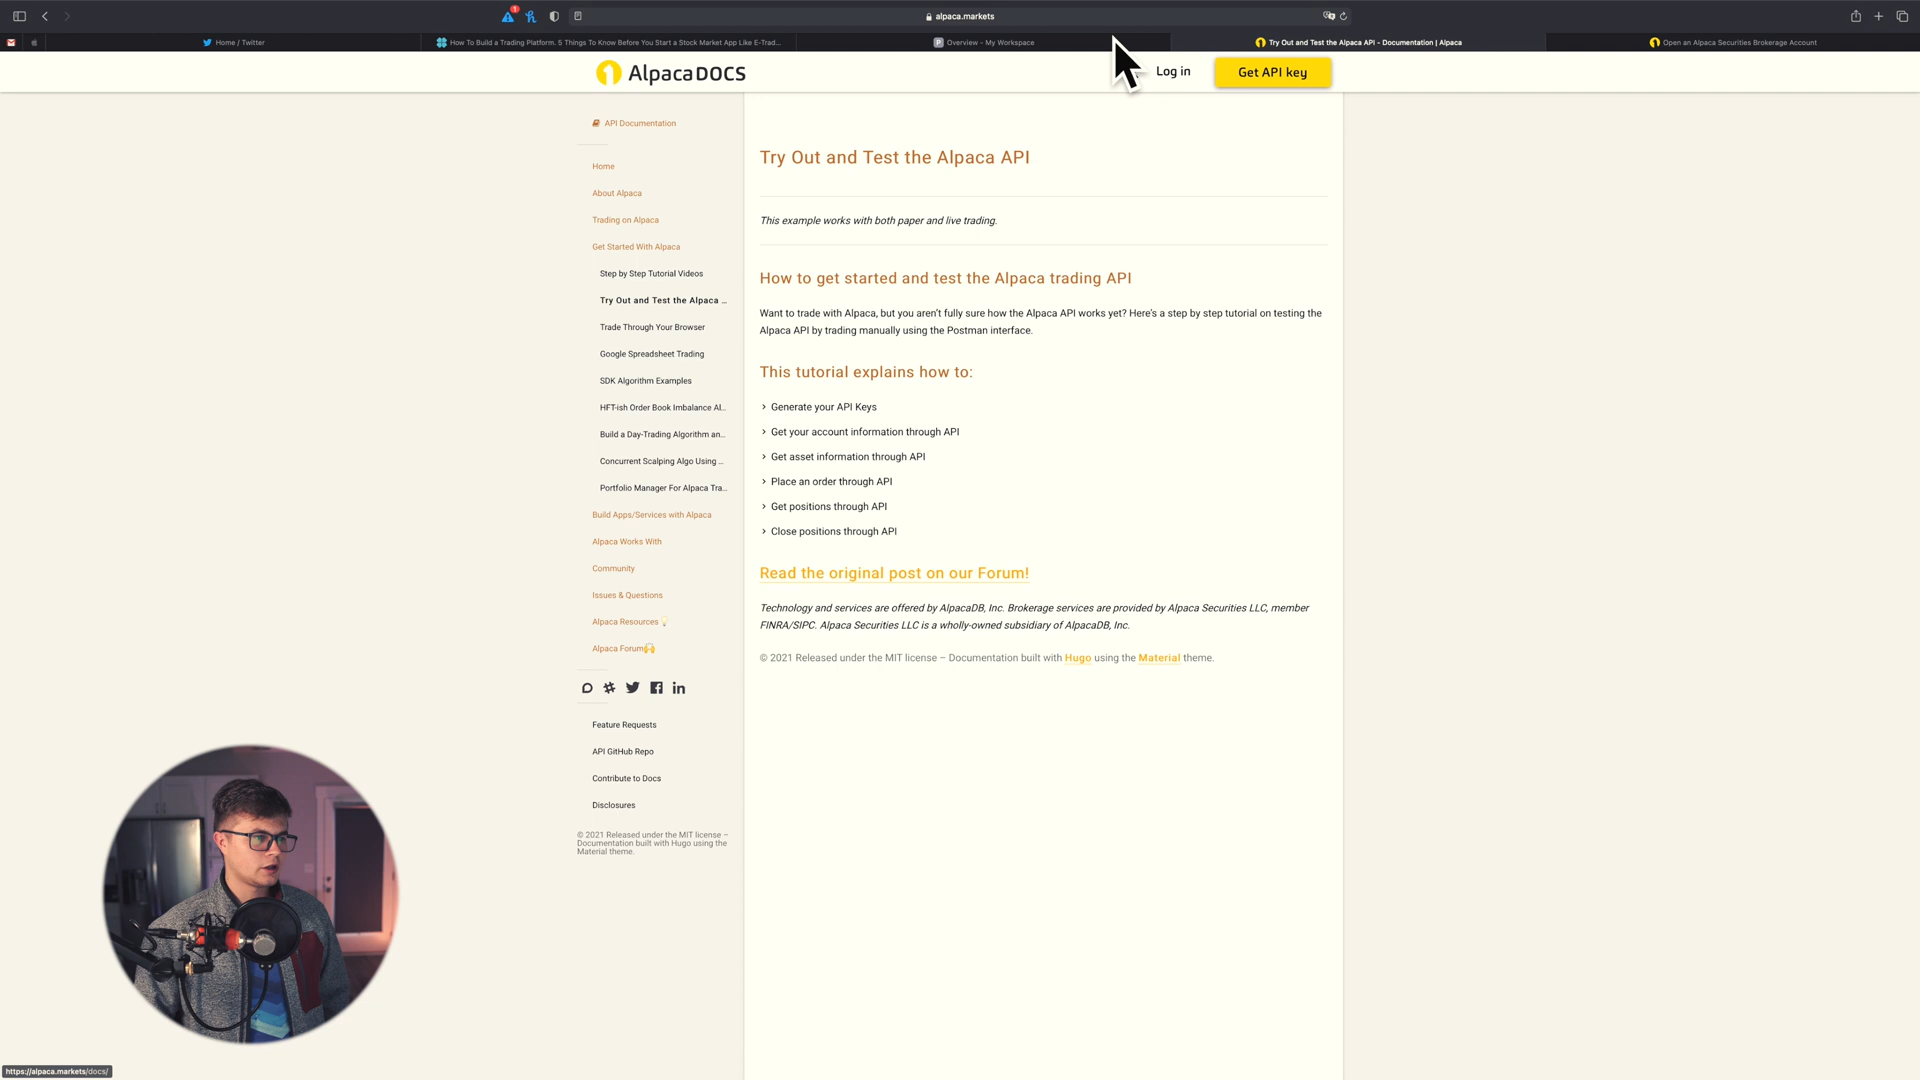 alpaca.markets
1
Home / Twitter
How To Build a Trading Platform. 5 Things To Know Before You Start a Stock Market App Like E-Trad...
Overview - My Workspace
Try Out and Test the Alpaca API - Documentation | Alpaca
Open an Alpaca Securities Brokerage Account
AlpacaDOCS
Log in
Get API key
API Documentation
Home
About Alpaca
Trading on Alpaca
Get Started With Alpaca
Step by Step Tutorial Videos
Try Out and Test the Alpaca ...
Trade Through Your Browser
Google Spreadsheet Trading
SDK Algorithm Examples
HFT-ish Order Book Imbalance Al...
Build a Day-Trading Algorithm an...
Concurrent Scalping Algo Using ...
Portfolio Manager For Alpaca Tra...
Build Apps/Services with Alpaca
Alpaca Works With
Community
Issues & Questions
Alpaca Resources💡
Alpaca Forum🙌
Feature Requests
API GitHub Repo
Contribute to Docs
Disclosures
© 2021 Released under the MIT license –
Documentation built with Hugo using the
Material theme.
Try Out and Test the Alpaca API
This example works with both paper and live trading.
How to get started and test the Alpaca trading API
Want to trade with Alpaca, but you aren't fully sure how the Alpaca API works yet? Here's a step by step tutorial on testing the
Alpaca API by trading manually using the Postman interface.
This tutorial explains how to:
Generate your API Keys
Get your account information through API
Get asset information through API
Place an order through API
Get positions through API
Close positions through API
Read the original post on our Forum!
Technology and services are offered by AlpacaDB, Inc. Brokerage services are provided by Alpaca Securities LLC, member
FINRA/SIPC. Alpaca Securities LLC is a wholly-owned subsidiary of AlpacaDB, Inc.
© 2021 Released under the MIT license – Documentation built with Hugo using the Material theme.
https://alpaca.markets/docs/